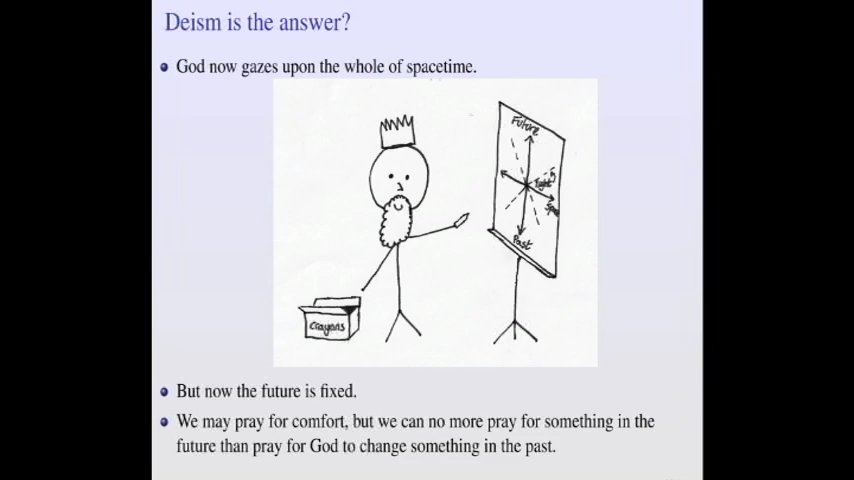 Deism is the answer?
God now gazes upon the whole of spacetime.
Future
Light
Past
crayons
But now the future is fixed.
We may pray for comfort, but we can no more pray for something in the
future than pray for God to change something in the past.